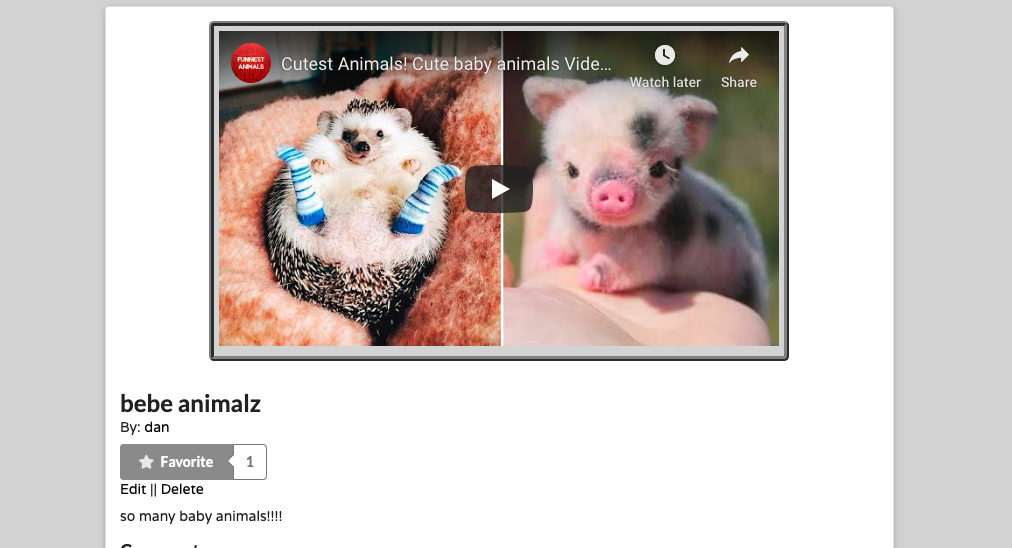 FUNNIEST
ANIMALS
Cutest Animals! Cute baby animals Vide...
Watch later
Share
bebe animalz
By: dan
Favorite 1
Edit || Delete
so many baby animals!!!!